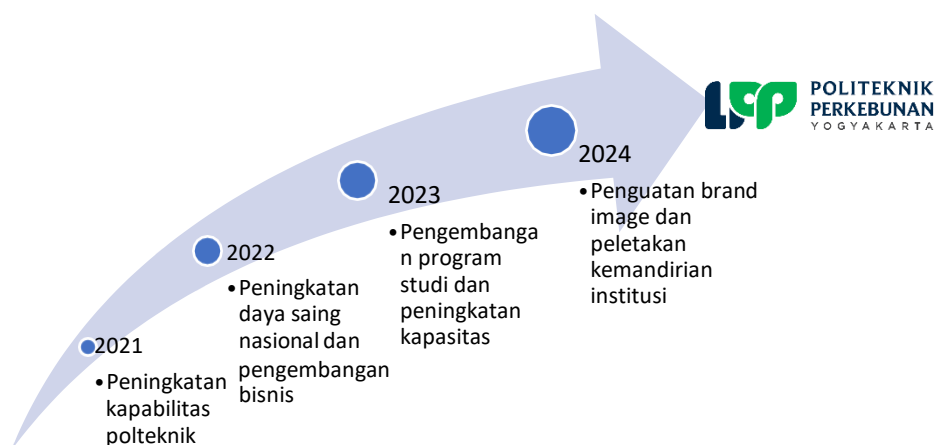 2021
•Peningkatan
kapabilitas
polteknik
2022
•Peningkatan
daya saing
nasional dan
pengembangan
bisnis
2023
•Pengembanga
n program
studi dan
peningkatan
kapasitas
2024
•Penguatan brand
image dan
peletakan
kemandirian
institusi
LPP
POLITEKNIK
PERKEBUNAN
YOGYAKARTA